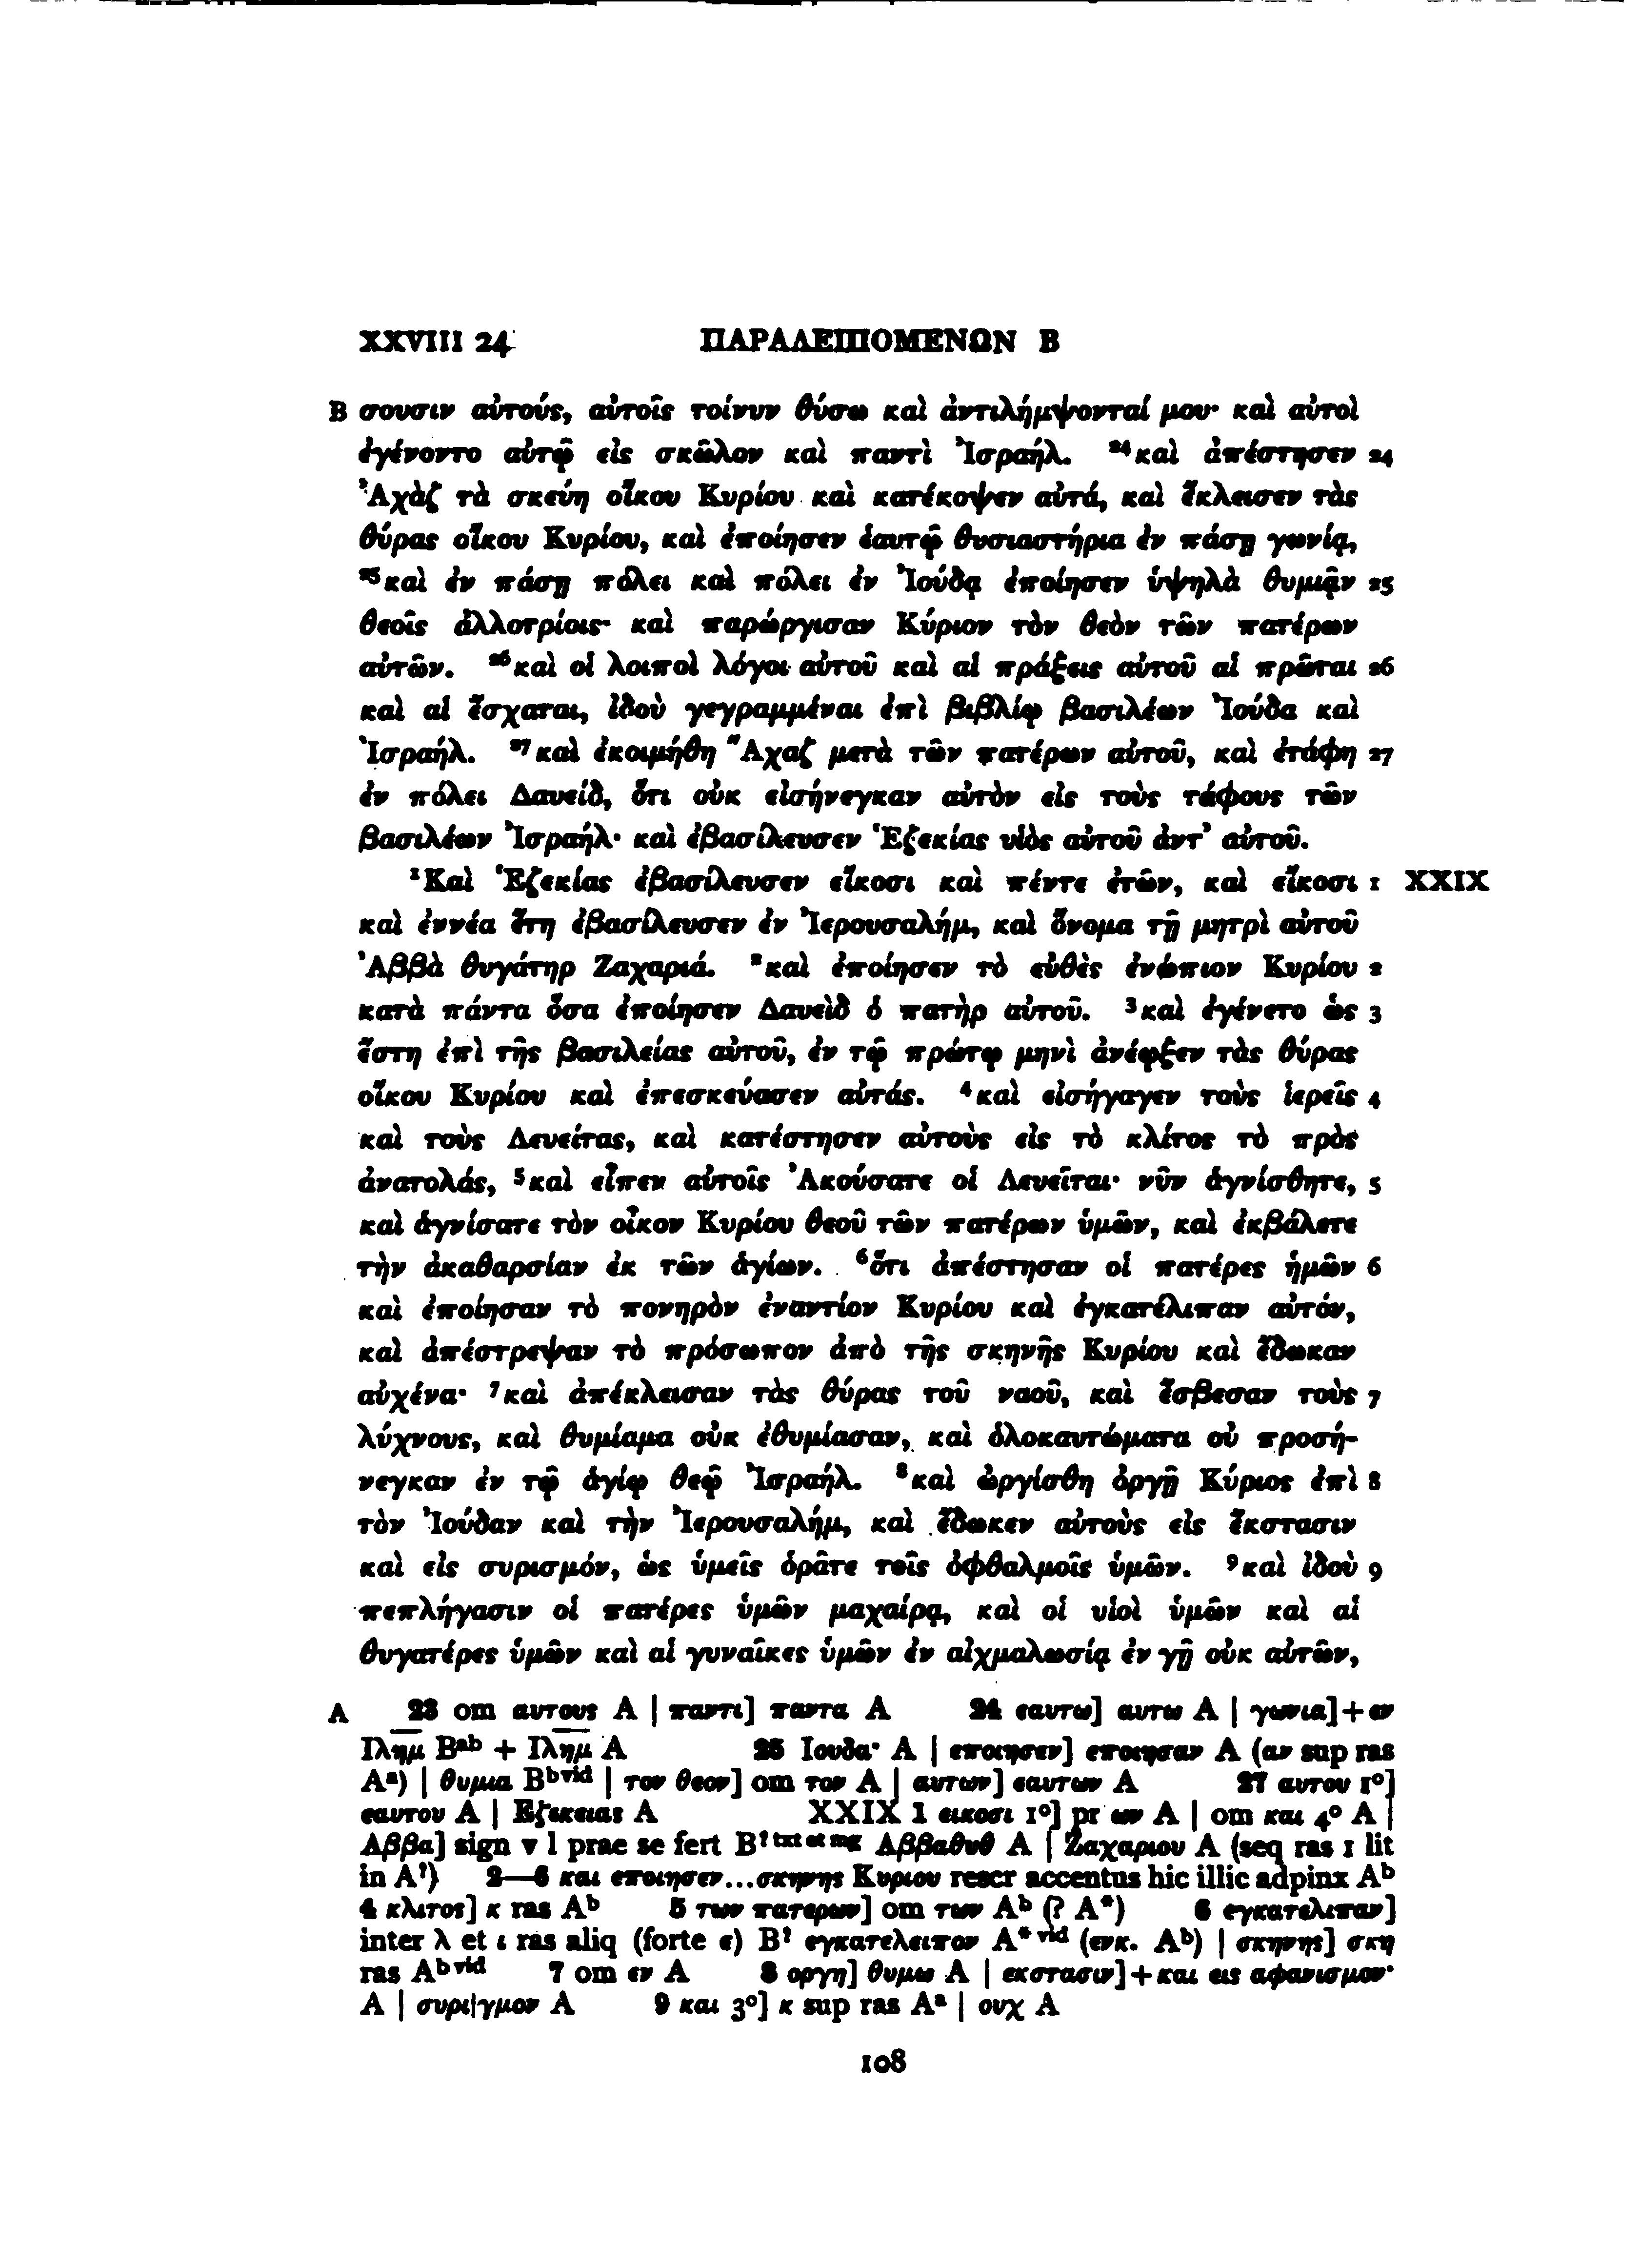 XXVIII 24 ΠΑΡΑΛΕΙΠΟΜΕΝΩΝ Β
B σουσιν αὐτούς, αὐτοῖς τοίνυν θύσω καὶ ἀντιλήμψονταί μου· καὶ αὐτοὶ
ἐγένοντο αὐτῷ εἰς σκῶλον καὶ παντὶ Ἰσραήλ. ²⁴καὶ ἀπέστησεν 24
Ἀχὰζ τὰ σκεύη οἴκου Κυρίου καὶ κατέκοψεν αὐτά, καὶ ἔκλεισεν τὰς
θύρας οἴκου Κυρίου, καὶ ἐποίησεν ἑαυτῷ θυσιαστήρια ἐν πάσῃ γωνίᾳ,
²⁵καὶ ἐν πάσῃ πόλει καὶ πόλει ἐν Ἰούδᾳ ἐποίησεν ὑψηλὰ θυμιᾷν 25
θεοῖς ἀλλοτρίοις· καὶ παρώργισαν Κύριον τὸν θεὸν τῶν πατέρων
αὐτῶν. ²⁶καὶ οἱ λοιποὶ λόγοι αὐτοῦ καὶ αἱ πράξεις αὐτοῦ αἱ πρῶται 26
καὶ αἱ ἔσχαται, ἰδοὺ γεγραμμέναι ἐπὶ βιβλίῳ βασιλέων Ἰούδα καὶ
Ἰσραήλ. ²⁷καὶ ἐκοιμήθη Ἄχαζ μετὰ τῶν πατέρων αὐτοῦ, καὶ ἐτάφη 27
ἐν πόλει Δαυείδ, ὅτι οὐκ εἰσήνεγκαν αὐτὸν εἰς τοὺς τάφους τῶν
βασιλέων Ἰσραήλ· καὶ ἐβασίλευσεν Ἑζεκίας υἱὸς αὐτοῦ ἀντ’ αὐτοῦ.
¹Καὶ Ἑζεκίας ἐβασίλευσεν εἴκοσι καὶ πέντε ἐτῶν, καὶ εἴκοσι 1 XXIX
καὶ ἐννέα ἔτη ἐβασίλευσεν ἐν Ἰερουσαλήμ, καὶ ὄνομα τῇ μητρὶ αὐτοῦ
Ἀββὰ θυγάτηρ Ζαχαριά. ²καὶ ἐποίησεν τὸ εὐθὲς ἐνώπιον Κυρίου 2
κατὰ πάντα ὅσα ἐποίησεν Δαυεὶδ ὁ πατὴρ αὐτοῦ. ³καὶ ἐγένετο ὡς 3
ἔστη ἐπὶ τῆς βασιλείας αὐτοῦ, ἐν τῷ πρώτῳ μηνὶ ἀνέῳξεν τὰς θύρας
οἴκου Κυρίου καὶ ἐπεσκεύασεν αὐτάς. ⁴καὶ εἰσήγαγεν τοὺς ἱερεῖς 4
καὶ τοὺς Λευείτας, καὶ κατέστησεν αὐτοὺς εἰς τὸ κλίτος τὸ πρὸς
ἀνατολάς, ⁵καὶ εἶπεν αὐτοῖς Ἀκούσατε οἱ Λευεῖται· νῦν ἁγνίσθητε, 5
καὶ ἁγνίσατε τὸν οἶκον Κυρίου θεοῦ τῶν πατέρων ὑμῶν, καὶ ἐκβάλετε
τὴν ἀκαθαρσίαν ἐκ τῶν ἁγίων. ⁶ὅτι ἀπέστησαν οἱ πατέρες ἡμῶν 6
καὶ ἐποίησαν τὸ πονηρὸν ἐναντίον Κυρίου καὶ ἐγκατέλιπαν αὐτόν,
καὶ ἀπέστρεψαν τὸ πρόσωπον ἀπὸ τῆς σκηνῆς Κυρίου καὶ ἔδωκαν
αὐχένα· ⁷καὶ ἀπέκλεισαν τὰς θύρας τοῦ ναοῦ, καὶ ἔσβεσαν τοὺς 7
λύχνους, καὶ θυμίαμα οὐκ ἐθυμίασαν, καὶ ὁλοκαυτώματα οὐ προσή-
νεγκαν ἐν τῷ ἁγίῳ θεῷ Ἰσραήλ. ⁸καὶ ὠργίσθη ὀργῇ Κύριος ἐπὶ 8
τὸν Ἰούδαν καὶ τὴν Ἰερουσαλήμ, καὶ ἔδωκεν αὐτοὺς εἰς ἔκστασιν
καὶ εἰς συρισμόν, ὡς ὑμεῖς ὁρᾶτε τοῖς ὀφθαλμοῖς ὑμῶν. ⁹καὶ ἰδοὺ 9
πεπλήγασιν οἱ πατέρες ὑμῶν μαχαίρᾳ, καὶ οἱ υἱοὶ ὑμῶν καὶ αἱ
θυγατέρες ὑμῶν καὶ αἱ γυναῖκες ὑμῶν ἐν αἰχμαλωσίᾳ ἐν γῇ οὐκ αὐτῶν,
A 23 om αυτους A | παντι] παντα A 24 εαυτω] αυτω A | γωνια]+εν
Ιλημ Bᵃᵇ + Ιλημ A 25 Ιουδα· A | εποιησεν] εποιησαν A (αν sup ras
Aᵃ) | θυμια Bᵇᵛⁱᵈ | τον θεον] om τον A | αυτων] εαυτων A 27 αυτου 1°]
εαυτου A | Εζεκειας A XXIX 1 εικοσι 1°] pr ων A | om και 4° A |
Αββα] sign v l prae se fert B? ᵗˣᵗ ᵉᵗ ᵐᵍ Αββαθυθ A | Ζαχαριου A (seq ras 1 lit
in A?) 2—6 και εποιησεν...σκηνης Κυριου rescr accentus hic illic adpinx Aᵇ
4 κλιτος] κ ras Aᵇ 5 των πατερων] om των Aᵇ (? A*) 6 εγκατελιπαν]
inter λ et ι ras aliq (forte ε) B? εγκατελειπον A*ᵛⁱᵈ (ενκ. Aᵇ) | σκηνης] σκη
ras Aᵇᵛⁱᵈ 7 om εν A 8 οργη] θυμω A | εκστασιν]+και εις αφανισμον·
A | συρι|γμον A 9 και 3°] κ sup ras Aᵃ | ουχ A
108